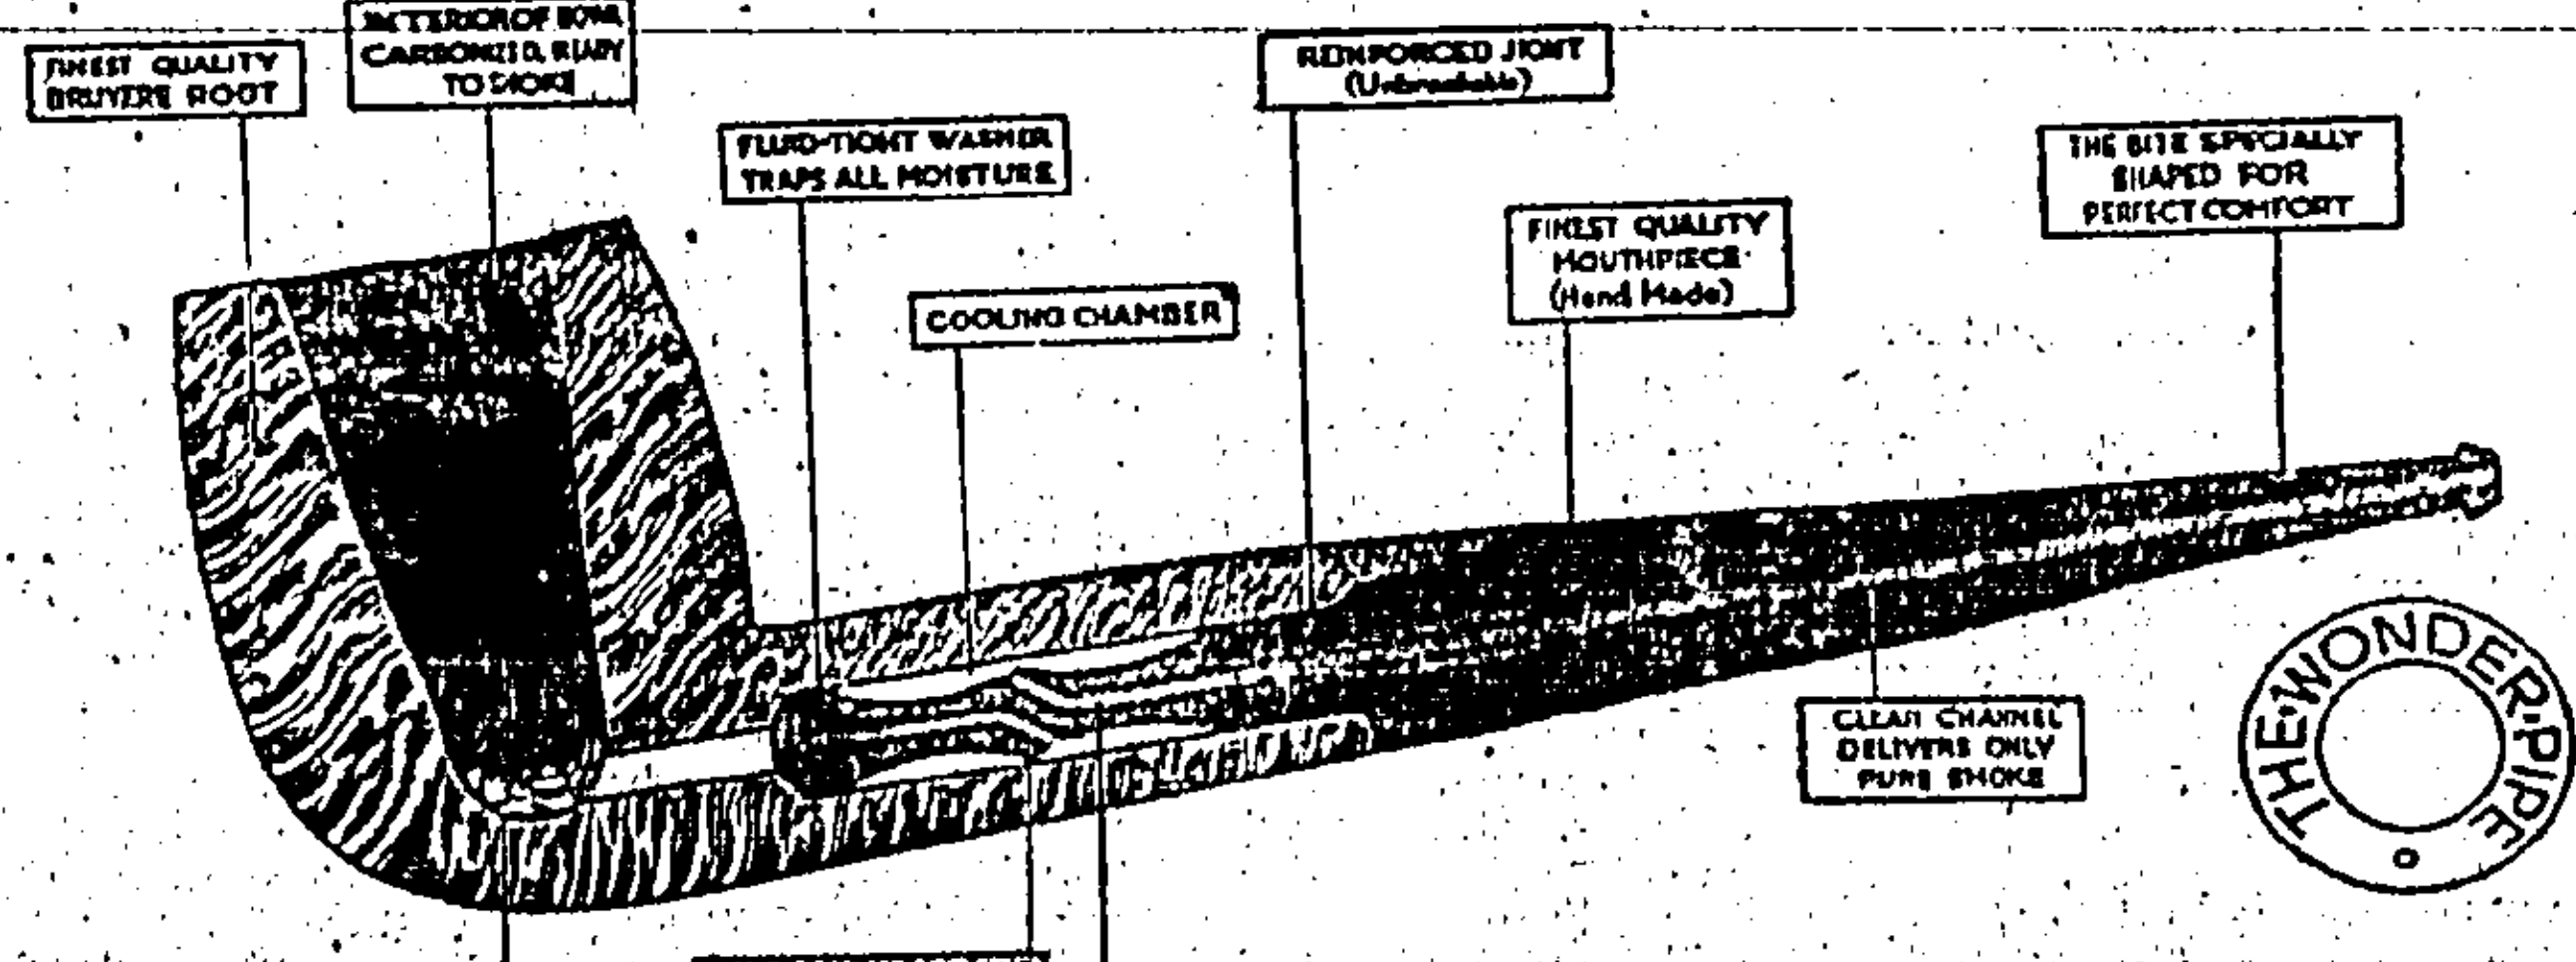 FINEST QUALITY
BRUYERE ROOT
INTERIOR OF BOWL
CARBONIZED, READY
TO SMOKE
FLUID-TIGHT WASHER
TRAPS ALL MOISTURE
COOLING CHAMBER
REINFORCED JIONT
(Unbreakable)
FINEST QUALITY
MOUTHPIECE
(Hand Made)
THE BITE SPECIALLY
SHAPED FOR
PERFECT COMFORT
CLEAN CHANNEL
DELIVERS ONLY
PURE SMOKE
THE·WONDER·PIPE